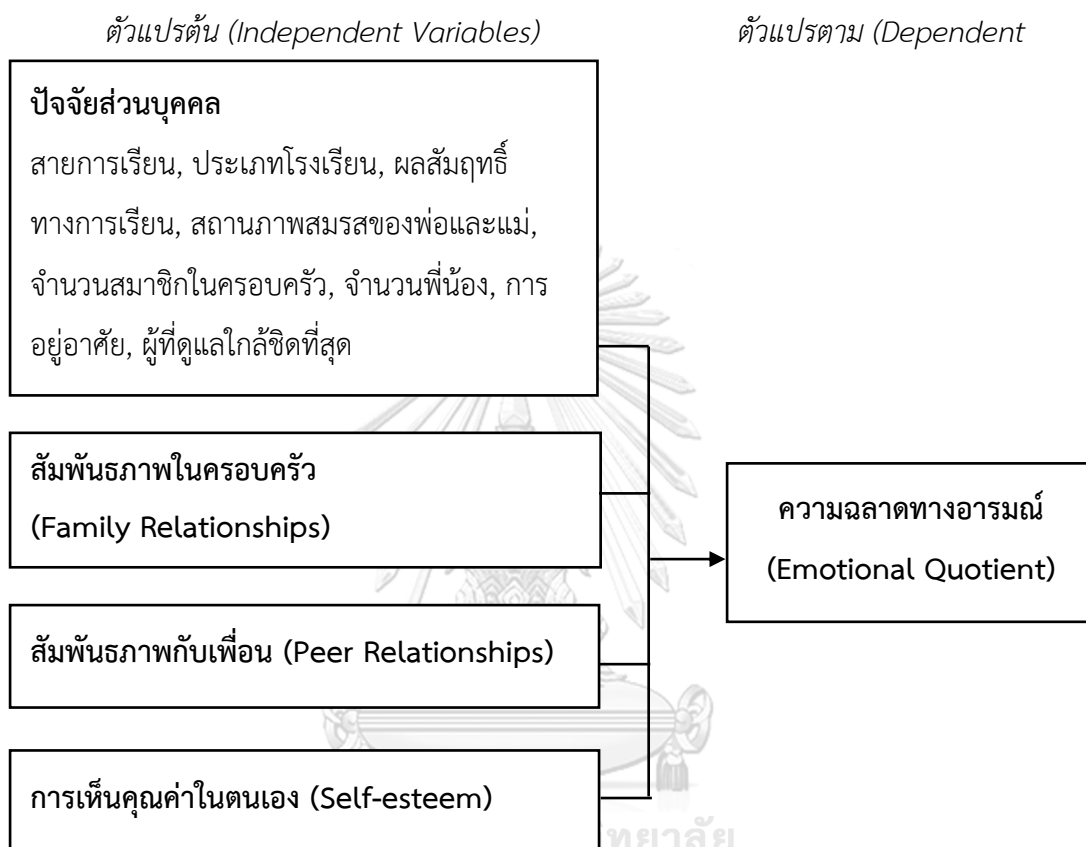 ตัวแปรต้น (Independent Variables)
ตัวแปรตาม (Dependent
ปัจจัยส่วนบุคคล
สายการเรียน, ประเภทโรงเรียน, ผลสัมฤทธิ์
ทางการเรียน, สถานภาพสมรสของพ่อและแม่,
จำนวนสมาชิกในครอบครัว, จำนวนพี่น้อง, การ
อยู่อาศัย, ผู้ที่ดูแลใกล้ชิดที่สุด
สัมพันธภาพในครอบครัว
(Family Relationships)
ความฉลาดทางอารมณ์
(Emotional Quotient)
สัมพันธภาพกับเพื่อน (Peer Relationships)
การเห็นคุณค่าในตนเอง (Self-esteem)
ทยาลัย